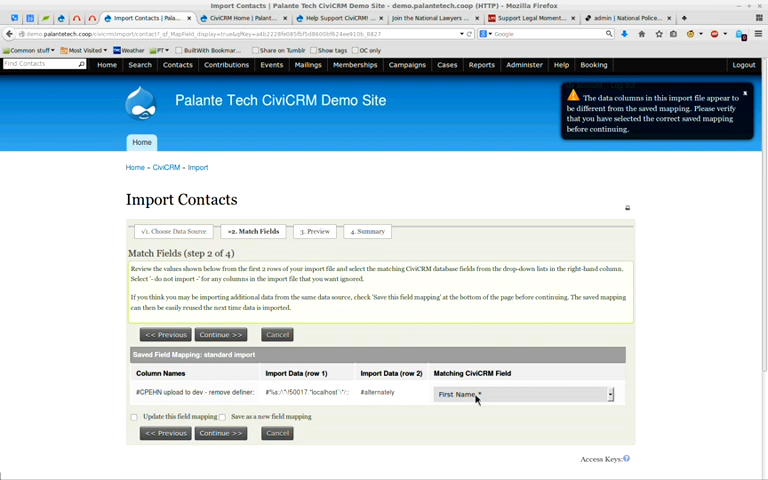 Import Contacts | Palante Tech CiviCRM Demo Site - demo.palantetech.coop (HTTP) - Mozilla Firefox
Import Contacts | Pala...
CiviCRM Home | Palant...
Help Support CiviCRM! ...
Join the National Lawyers ...
Support Legal Moment...
admin | National Police...
Google
Common stuff
Most Visited
Weather
PT
BuiltWith Bookmar...
Share on Tumblr
Show tags
OC only
Find Contacts
Home Search Contacts Contributions Events Mailings Memberships Campaigns Cases Reports Administer Help Booking Logout
Palante Tech CiviCRM Demo Site
The data columns in this import file appear to
be different from the saved mapping. Please verify
that you have selected the correct saved mapping
before continuing.
x
Home
Home » CiviCRM » Import
Import Contacts
√1. Choose Data Source
»2. Match Fields
3. Preview
4. Summary
Match Fields (step 2 of 4)
Review the values shown below from the first 2 rows of your import file and select the matching CiviCRM database fields from the drop-down lists in the right-hand column.
Select '- do not import -' for any columns in the import file that you want ignored.
If you think you may be importing additional data from the same data source, check 'Save this field mapping' at the bottom of the page before continuing. The saved mapping
can then be easily reused the next time data is imported.
<< Previous Continue >> Cancel
Saved Field Mapping: standard import
Column Names Import Data (row 1) Import Data (row 2) Matching CiviCRM Field
#CPEHN upload to dev - remove definer: #alternately First Name *
Update this field mapping Save as a new field mapping
<< Previous Continue >> Cancel
Access Keys: